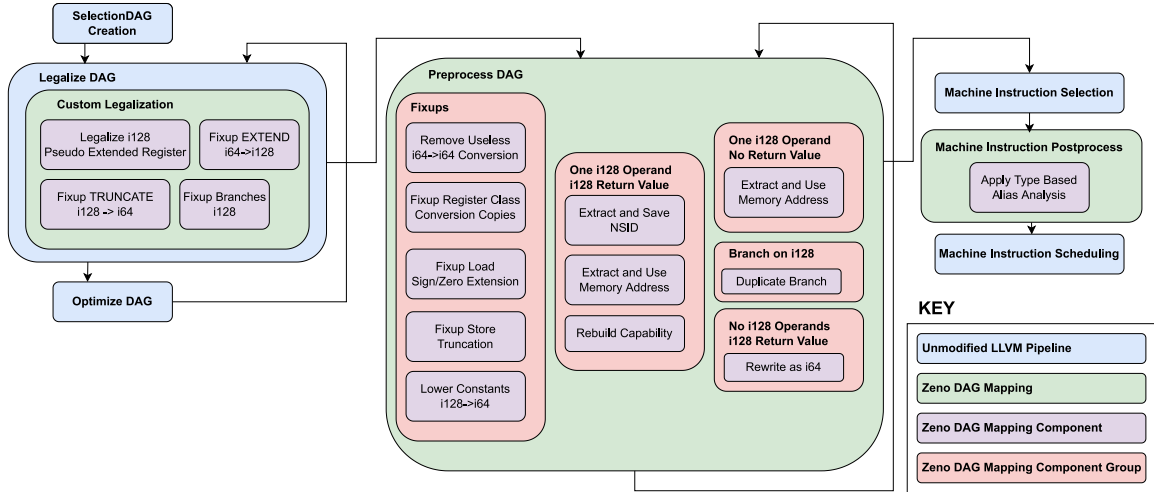 SelectionDAG
Creation
Legalize DAG
Custom Legalization
Legalize i128
Pseudo Extended Register
Fixup EXTEND
i64->i128
Fixup TRUNCATE
i128 -> i64
Fixup Branches
i128
Optimize DAG
Preprocess DAG
Fixups
Remove Useless
i64->i64 Conversion
Fixup Register Class
Conversion Copies
Fixup Load
Sign/Zero Extension
Fixup Store
Truncation
Lower Constants
i128->i64
One i128 Operand
i128 Return Value
Extract and Save
NSID
Extract and Use
Memory Address
Rebuild Capability
One i128 Operand
No Return Value
Extract and Use
Memory Address
Branch on i128
Duplicate Branch
No i128 Operands
i128 Return Value
Rewrite as i64
Machine Instruction Selection
Machine Instruction Postprocess
Apply Type Based
Alias Analysis
Machine Instruction Scheduling
KEY
Unmodified LLVM Pipeline
Zeno DAG Mapping
Zeno DAG Mapping Component
Zeno DAG Mapping Component Group